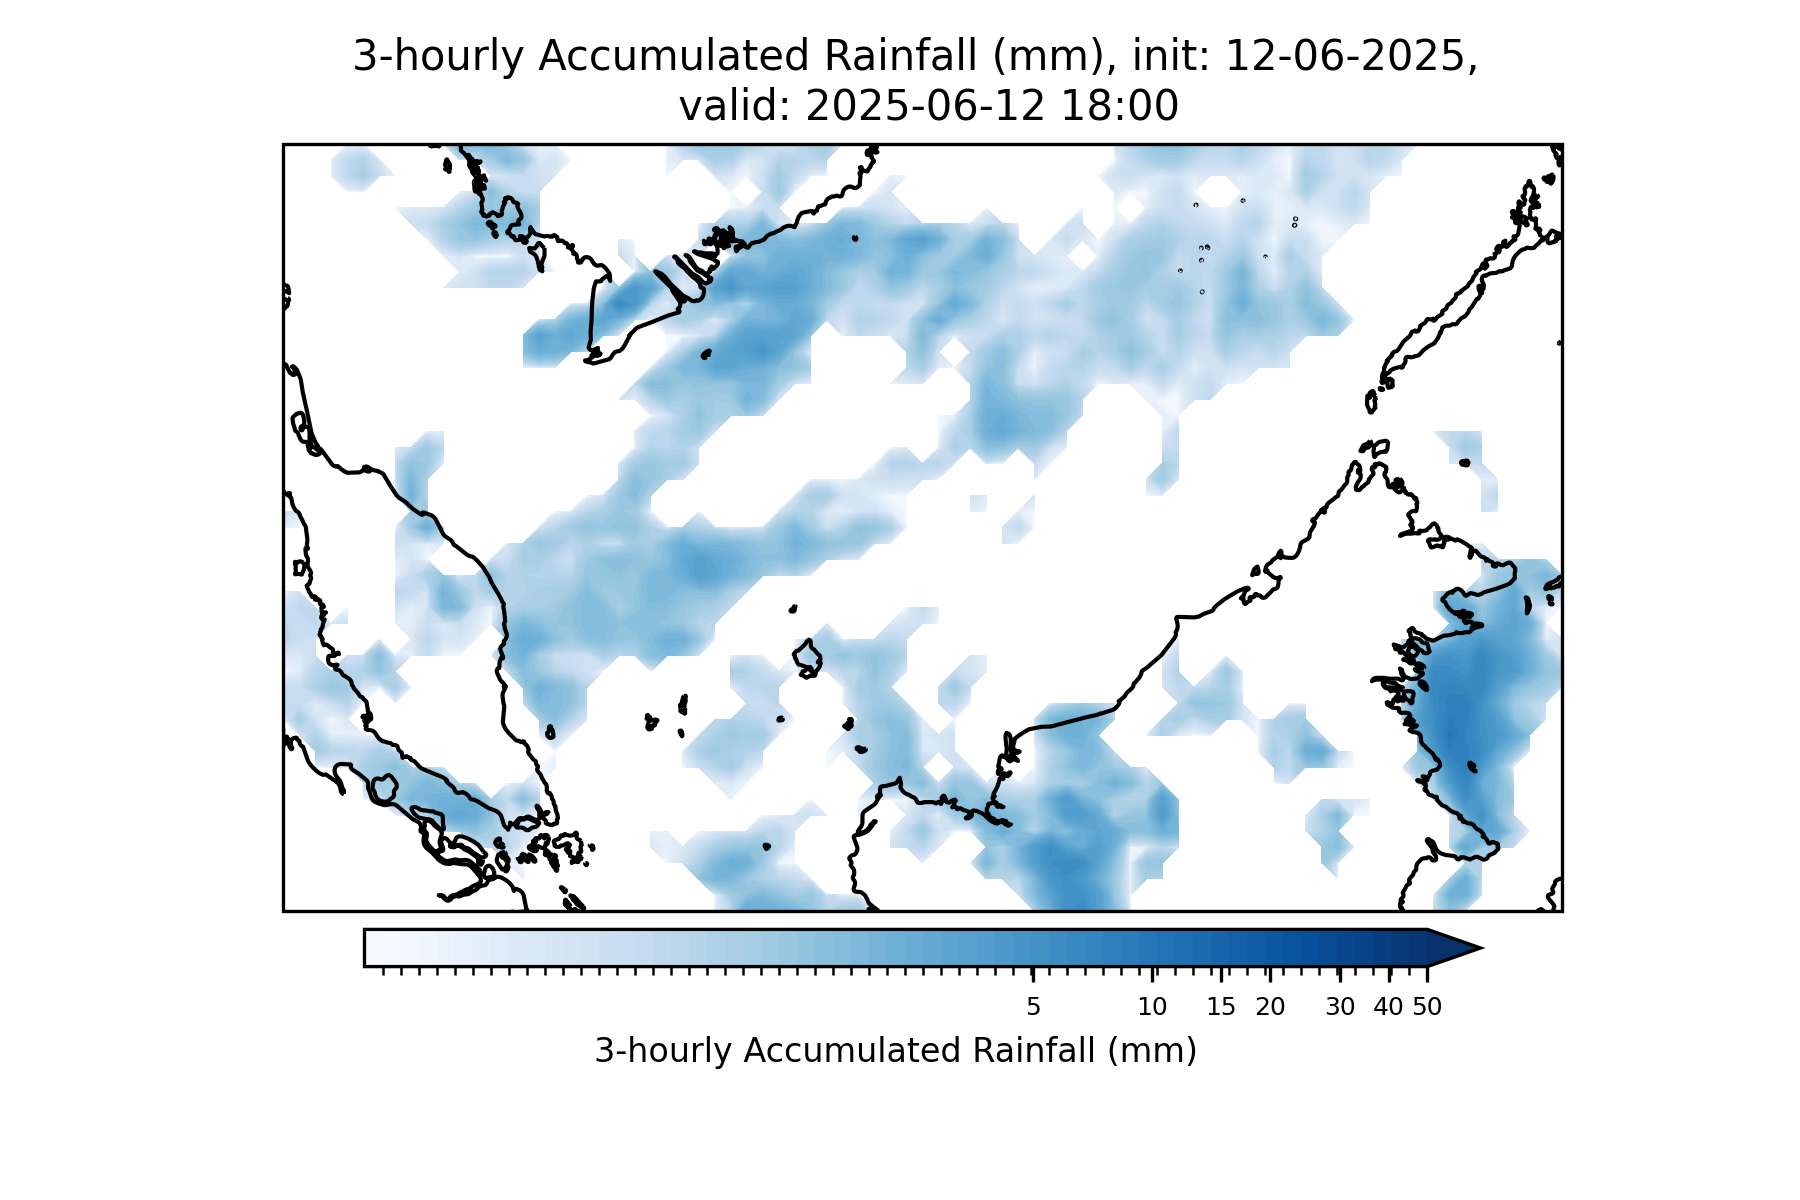 3-hourly Accumulated Rainfall (mm), init: 12-06-2025,
valid: 2025-06-12 18:00
5 10 15 20 30 40 50
3-hourly Accumulated Rainfall (mm)